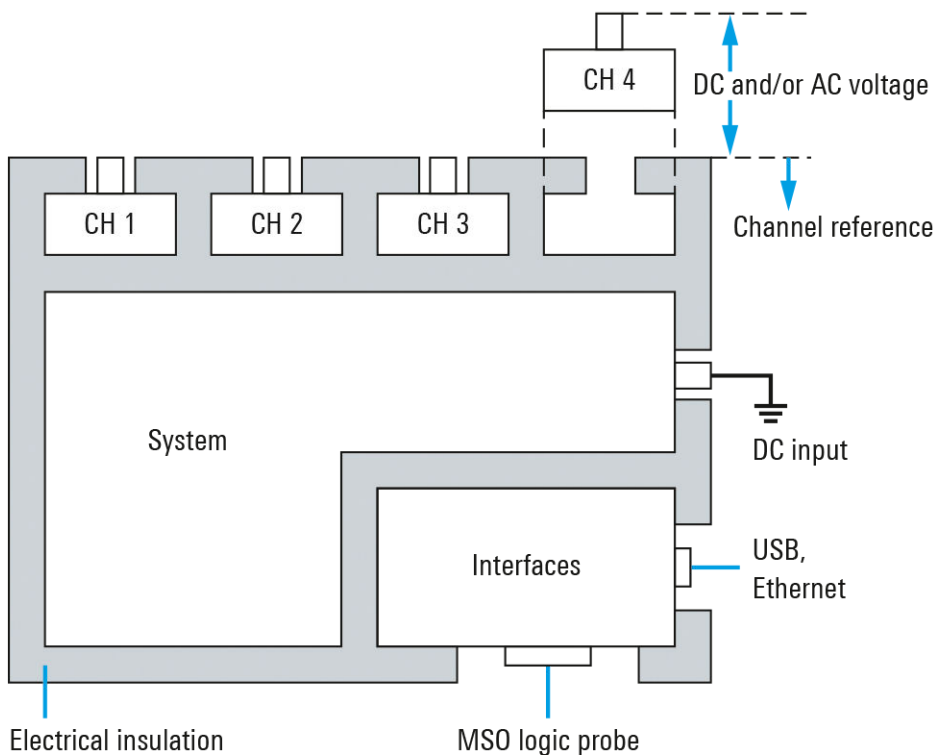 CH 4
DC and/or AC voltage
CH 1
CH 2
CH 3
Channel reference
System
DC input
Interfaces
USB,
Ethernet
Electrical insulation
MSO logic probe